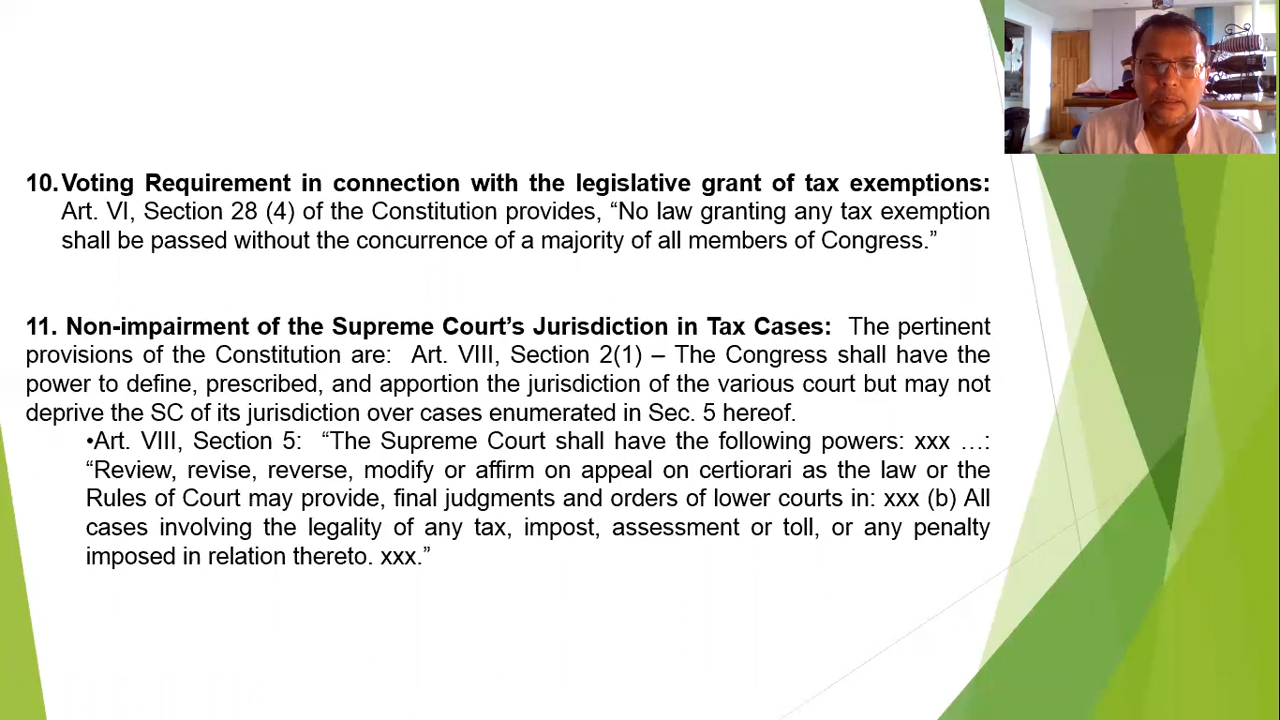 10. Voting Requirement in connection with the legislative grant of tax exemptions:
Art. VI, Section 28 (4) of the Constitution provides, “No law granting any tax exemption
shall be passed without the concurrence of a majority of all members of Congress.”
11. Non-impairment of the Supreme Court’s Jurisdiction in Tax Cases: The pertinent
provisions of the Constitution are: Art. VIII, Section 2(1) – The Congress shall have the
power to define, prescribed, and apportion the jurisdiction of the various court but may not
deprive the SC of its jurisdiction over cases enumerated in Sec. 5 hereof.
•Art. VIII, Section 5: “The Supreme Court shall have the following powers: xxx …:
“Review, revise, reverse, modify or affirm on appeal on certiorari as the law or the
Rules of Court may provide, final judgments and orders of lower courts in: xxx (b) All
cases involving the legality of any tax, impost, assessment or toll, or any penalty
imposed in relation thereto. xxx.”